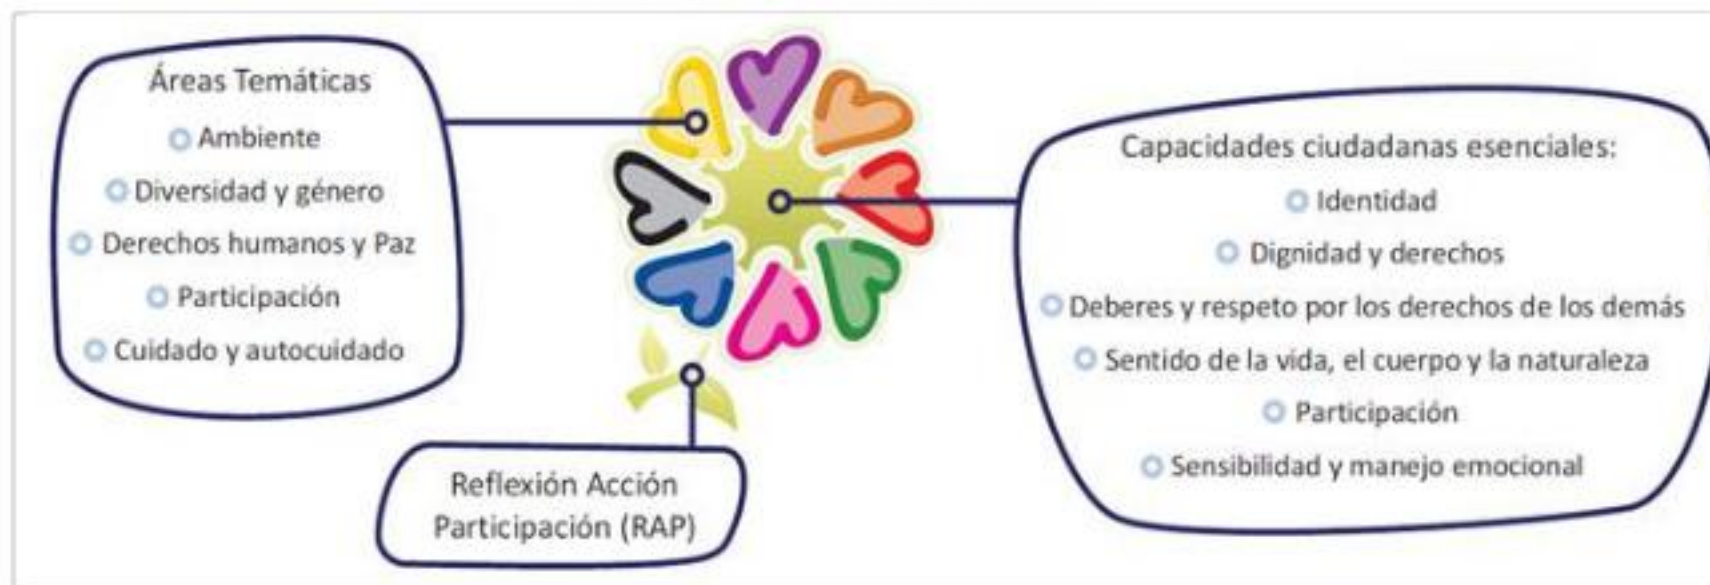 Áreas Temáticas
Ambiente
Diversidad y género
Derechos humanos y Paz
Participación
Cuidado y autocuidado
Reflexión Acción
Participación (RAP)
Capacidades ciudadanas esenciales:
Identidad
Dignidad y derechos
Deberes y respeto por los derechos de los demás
Sentido de la vida, el cuerpo y la naturaleza
Participación
Sensibilidad y manejo emocional